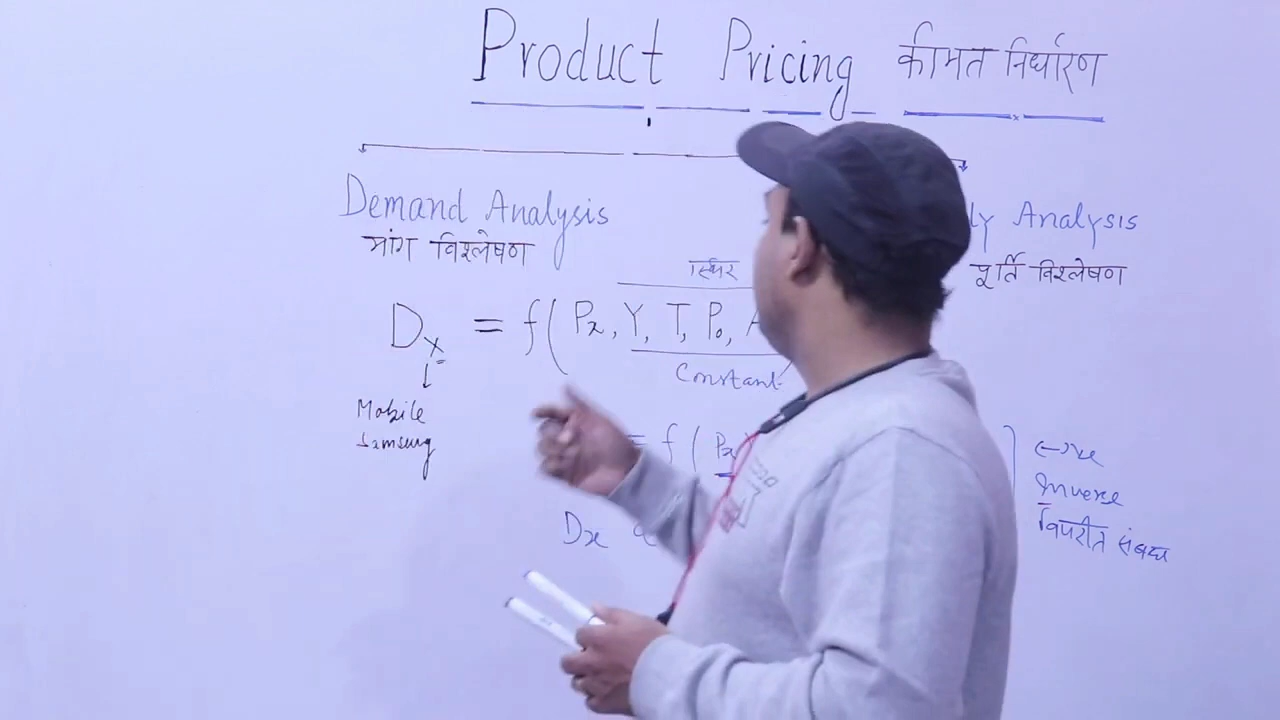 Product Pricing कीमत निर्धारण
Demand Analysis
मांग विश्लेषण
ly Analysis
पूर्ति विश्लेषण
स्थिर
Dx = f( Px, Y, T, Po, A
Constant
Mobile
Samsung
= f ( Px
Dx α
(-)ve
Inverse
विपरीत संबंध